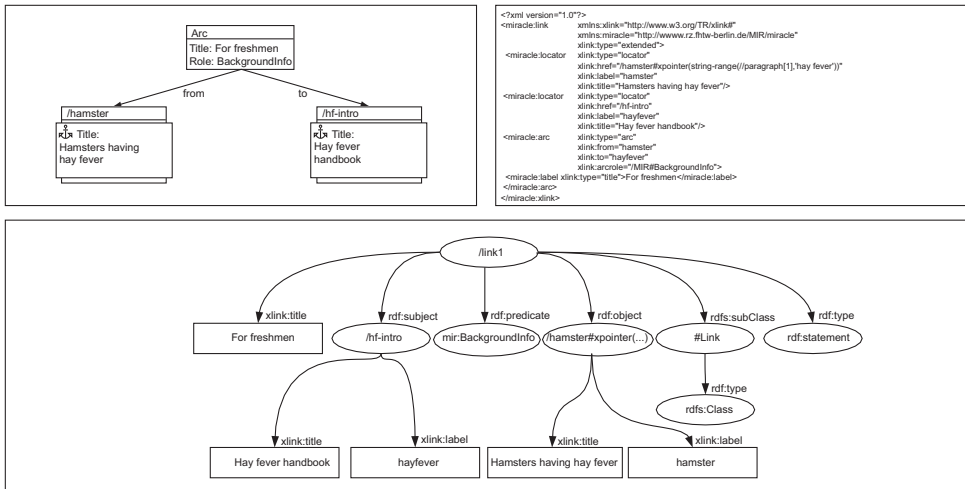 Arc
Title: For freshmen
Role: BackgroundInfo
from
to
/hamster
Title:
Hamsters having
hay fever
/hf-intro
Title:
Hay fever
handbook
<?xml version="1.0"?>
<miracle:link xmlns:xlink="http://www.w3.org/TR/xlink#"
xmlns:miracle="http://wwww.rz.fhtw-berlin.de/MIR/miracle"
xlink:type="extended">
<miracle:locator xlink:type="locator"
xlink:href="/hamster#xpointer(string-range(//paragraph[1],'hay fever'))"
xlink:label="hamster"
xlink:title="Hamsters having hay fever"/>
<miracle:locator xlink:type="locator"
xlink:href="/hf-intro"
xlink:label="hayfever"
xlink:title="Hay fever handbook"/>
<miracle:arc xlink:type="arc"
xlink:from="hamster"
xlink:to="hayfever"
xlink:arcrole="/MIR#BackgroundInfo">
<miracle:label xlink:type="title">For freshmen</miracle:label>
</miracle:arc>
</miracle:xlink>
/link1
xlink:title rdf:subject rdf:predicate rdf:object rdfs:subClass rdf:type
For freshmen /hf-intro mir:BackgroundInfo /hamster#xpointer(...) #Link rdf:statement
rdf:type
rdfs:Class
xlink:title xlink:label xlink:title xlink:label
Hay fever handbook hayfever Hamsters having hay fever hamster